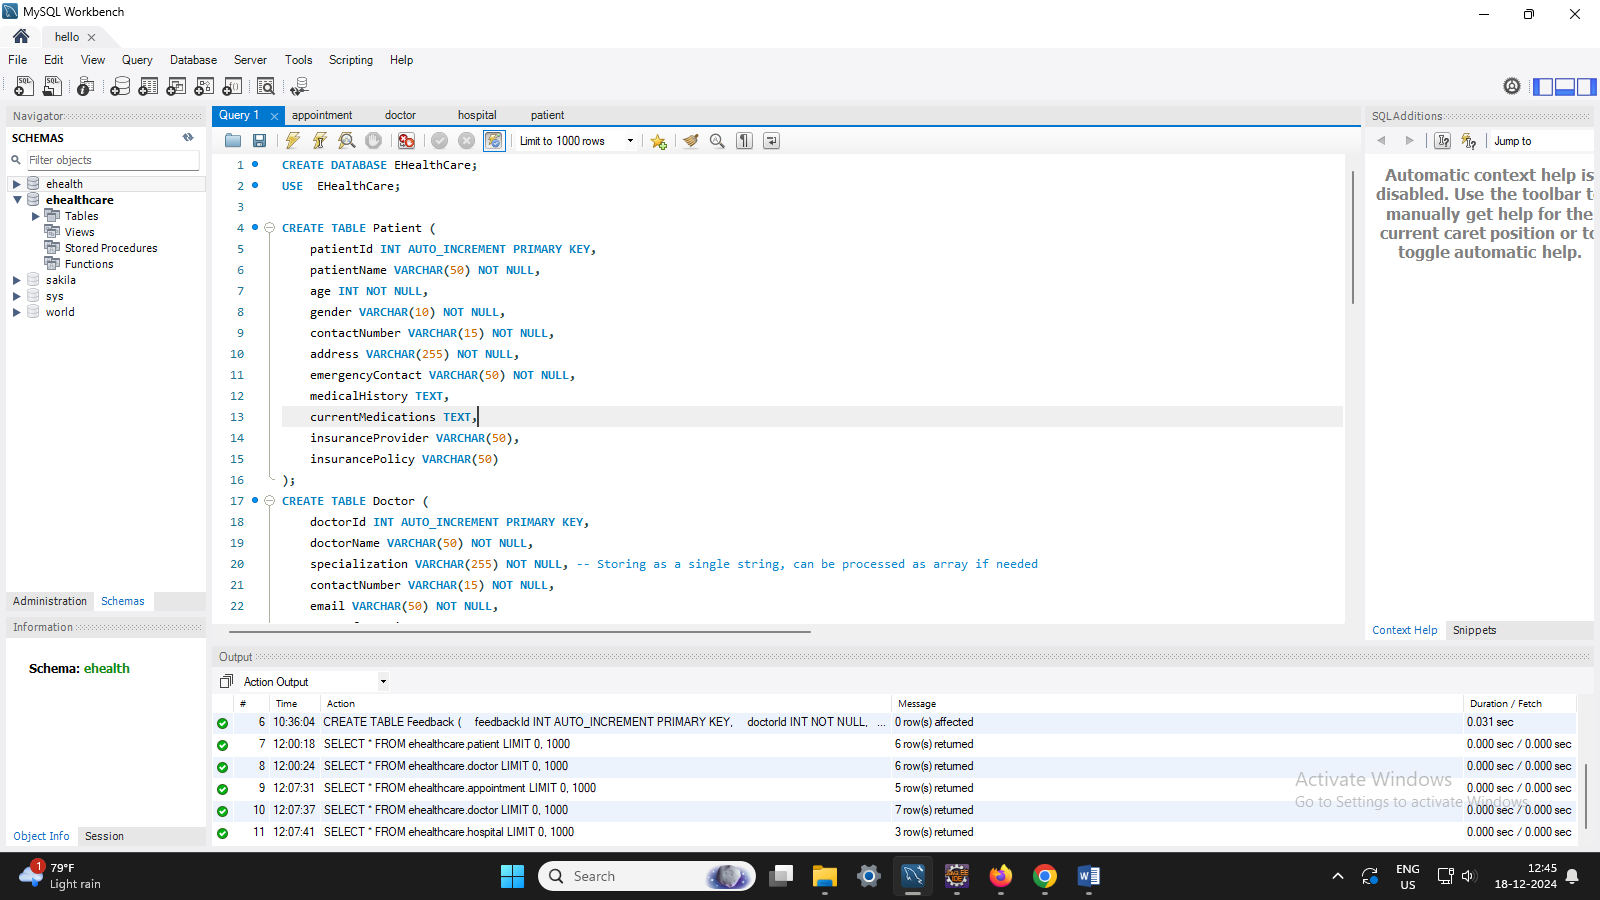 MySQL Workbench
hello
File Edit View Query Database Server Tools Scripting Help
Navigator
SCHEMAS
Filter objects
ehealth
ehealthcare
Tables
Views
Stored Procedures
Functions
sakila
sys
world
Administration Schemas
Information
Schema: ehealth
Object Info Session
Query 1 appointment doctor hospital patient
Limit to 1000 rows
1 CREATE DATABASE EHealthCare;
2 USE EHealthCare;
3
4 CREATE TABLE Patient (
5 patientId INT AUTO_INCREMENT PRIMARY KEY,
6 patientName VARCHAR(50) NOT NULL,
7 age INT NOT NULL,
8 gender VARCHAR(10) NOT NULL,
9 contactNumber VARCHAR(15) NOT NULL,
10 address VARCHAR(255) NOT NULL,
11 emergencyContact VARCHAR(50) NOT NULL,
12 medicalHistory TEXT,
13 currentMedications TEXT,
14 insuranceProvider VARCHAR(50),
15 insurancePolicy VARCHAR(50)
16 );
17 CREATE TABLE Doctor (
18 doctorId INT AUTO_INCREMENT PRIMARY KEY,
19 doctorName VARCHAR(50) NOT NULL,
20 specialization VARCHAR(255) NOT NULL, -- Storing as a single string, can be processed as array if needed
21 contactNumber VARCHAR(15) NOT NULL,
22 email VARCHAR(50) NOT NULL,
SQLAdditions
Jump to
Automatic context help is
disabled. Use the toolbar t
manually get help for the
current caret position or to
toggle automatic help.
Context Help Snippets
Output
Action Output
# Time Action Message Duration / Fetch
6 10:36:04 CREATE TABLE Feedback ( feedbackId INT AUTO_INCREMENT PRIMARY KEY, doctorId INT NOT NULL, ... 0 row(s) affected 0.031 sec
7 12:00:18 SELECT * FROM ehealthcare.patient LIMIT 0, 1000 6 row(s) returned 0.000 sec / 0.000 sec
8 12:00:24 SELECT * FROM ehealthcare.doctor LIMIT 0, 1000 6 row(s) returned 0.000 sec / 0.000 sec
9 12:07:31 SELECT * FROM ehealthcare.appointment LIMIT 0, 1000 5 row(s) returned 0.000 sec / 0.000 sec
10 12:07:37 SELECT * FROM ehealthcare.doctor LIMIT 0, 1000 7 row(s) returned 0.000 sec / 0.000 sec
11 12:07:41 SELECT * FROM ehealthcare.hospital LIMIT 0, 1000 3 row(s) returned 0.000 sec / 0.000 sec
Activate Windows
Go to Settings to activate Windows.
1
79°F
Light rain
Search
ENG
US
12:45
18-12-2024